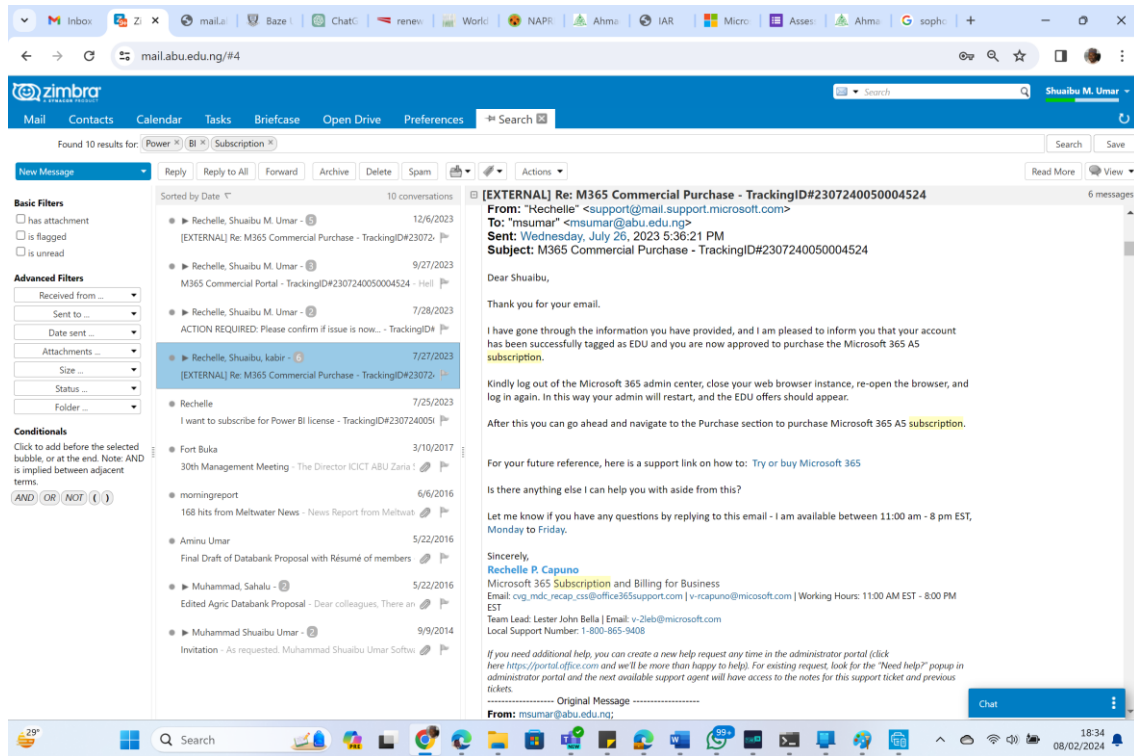 Inbox
Zi
mail.a
Baze
ChatG
renew
World
NAPR
Ahma
IAR
Micro
Asses
Ahma
sopho
mail.abu.edu.ng/#4
zimbra
A SYNACOR PRODUCT
Search
Shuaibu M. Umar
Mail Contacts Calendar Tasks Briefcase Open Drive Preferences Search
Found 10 results for: Power × BI × Subscription ×
Search Save
New Message
Reply Reply to All Forward Archive Delete Spam Actions
Read More View
Basic Filters
has attachment
is flagged
is unread
Advanced Filters
Received from ...
Sent to ...
Date sent ...
Attachments ...
Size ...
Status ...
Folder ...
Conditionals
Click to add before the selected
bubble, or at the end. Note: AND
is implied between adjacent
terms.
AND OR NOT ( )
Sorted by Date 10 conversations
Rechelle, Shuaibu M. Umar - 5 12/6/2023
[EXTERNAL] Re: M365 Commercial Purchase - TrackingID#23072
Rechelle, Shuaibu M. Umar - 3 9/27/2023
M365 Commercial Portal - TrackingID#2307240050004524 - Hell
Rechelle, Shuaibu M. Umar - 2 7/28/2023
ACTION REQUIRED: Please confirm if issue is now... - TrackingID#
Rechelle, Shuaibu, kabir - 6 7/27/2023
[EXTERNAL] Re: M365 Commercial Purchase - TrackingID#23072
Rechelle 7/25/2023
I want to subscribe for Power BI license - TrackingID#230724005
Fort Buka 3/10/2017
30th Management Meeting - The Director ICICT ABU Zaria
morningreport 6/6/2016
168 hits from Meltwater News - News Report from Meltwat
Aminu Umar 5/22/2016
Final Draft of Databank Proposal with Résumé of members
Muhammad, Sahalu - 2 5/22/2016
Edited Agric Databank Proposal - Dear colleagues, There an
Muhammad Shuaibu Umar - 2 9/9/2014
Invitation - As requested. Muhammad Shuaibu Umar Softw
[EXTERNAL] Re: M365 Commercial Purchase - TrackingID#2307240050004524 6 messages
From: "Rechelle" <support@mail.support.microsoft.com>
To: "msumar" <msumar@abu.edu.ng>
Sent: Wednesday, July 26, 2023 5:36:21 PM
Subject: M365 Commercial Purchase - TrackingID#2307240050004524
Dear Shuaibu,
Thank you for your email.
I have gone through the information you have provided, and I am pleased to inform you that your account
has been successfully tagged as EDU and you are now approved to purchase the Microsoft 365 A5
subscription.
Kindly log out of the Microsoft 365 admin center, close your web browser instance, re-open the browser, and
log in again. In this way your admin will restart, and the EDU offers should appear.
After this you can go ahead and navigate to the Purchase section to purchase Microsoft 365 A5 subscription.
For your future reference, here is a support link on how to: Try or buy Microsoft 365
Is there anything else I can help you with aside from this?
Let me know if you have any questions by replying to this email - I am available between 11:00 am - 8 pm EST,
Monday to Friday.
Sincerely,
Rechelle P. Capuno
Microsoft 365 Subscription and Billing for Business
Email: cvg_mdc_recap_css@office365support.com | v-rcapuno@micosoft.com | Working Hours: 11:00 AM EST - 8:00 PM
EST
Team Lead: Lester John Bella | Email: v-2leb@microsoft.com
Local Support Number: 1-800-865-9408
If you need additional help, you can create a new help request any time in the administrator portal (click
here https://portal.office.com and we'll be more than happy to help). For existing request, look for the "Need help?" popup in
administrator portal and the next available support agent will have access to the notes for this support ticket and previous
tickets.
------------------- Original Message -------------------
From: msumar@abu.edu.ng;
Chat
29°
Search
99+
18:34
08/02/2024